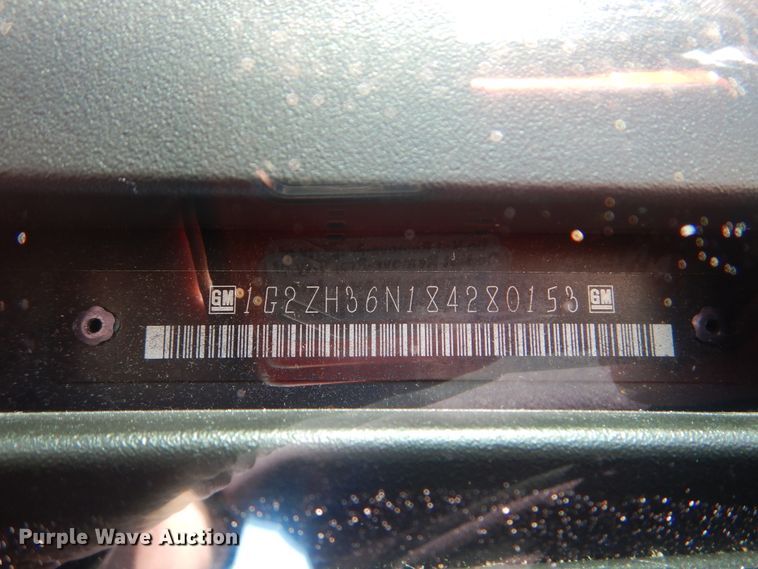 GM 1G2ZH36N184280153 GM
Purple Wave Auction